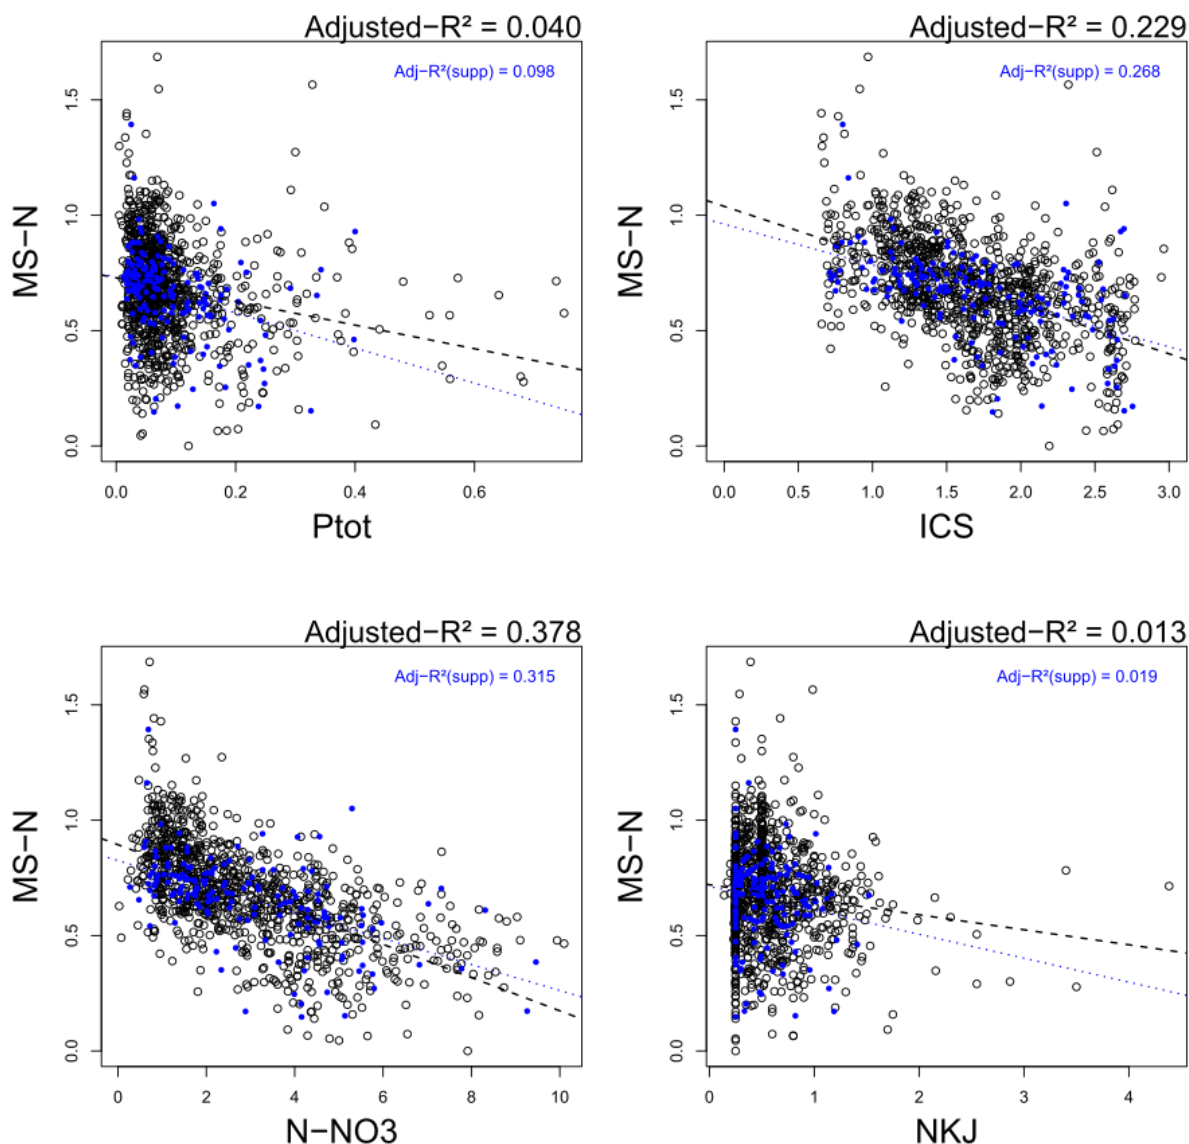 Adjusted−R² = 0.040
Adj−R²(supp) = 0.098
MS−N
1.5
1.0
0.5
0.0
0.0 0.2 0.4 0.6
Ptot
Adjusted−R² = 0.229
Adj−R²(supp) = 0.268
MS−N
1.5
1.0
0.5
0.0
0.0 0.5 1.0 1.5 2.0 2.5 3.0
ICS
Adjusted−R² = 0.378
Adj−R²(supp) = 0.315
MS−N
1.5
1.0
0.5
0.0
0 2 4 6 8 10
N−NO3
Adjusted−R² = 0.013
Adj−R²(supp) = 0.019
MS−N
1.5
1.0
0.5
0.0
0 1 2 3 4
NKJ